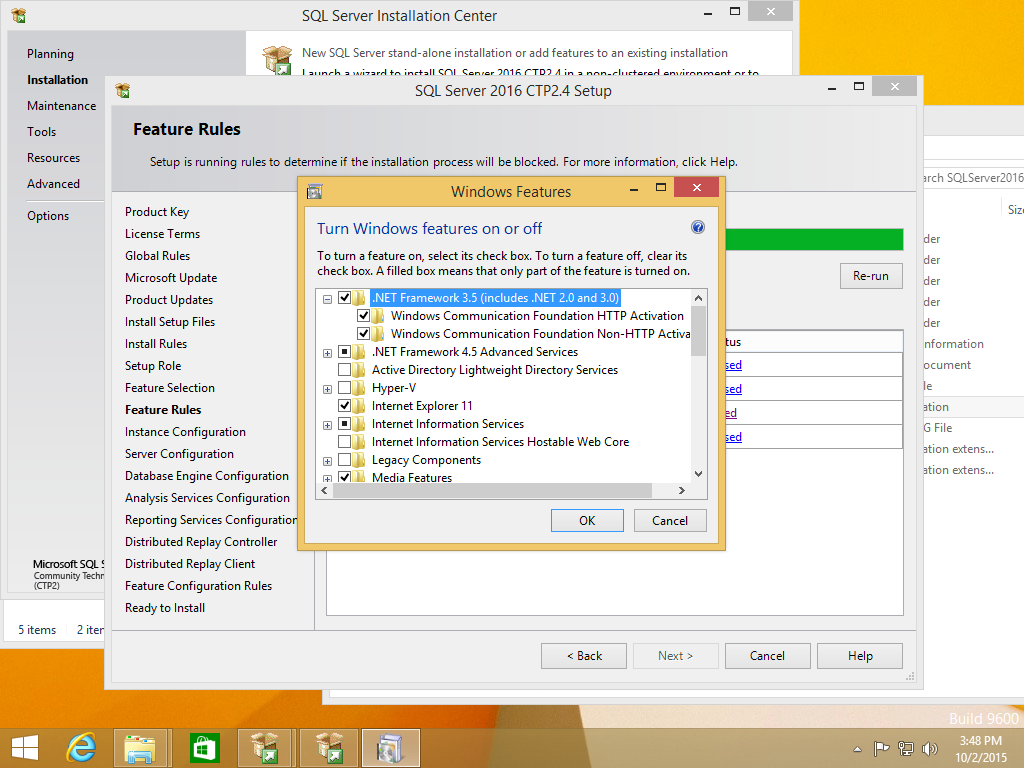 SQL Server Installation Center
Planning
Installation
Maintenance
Tools
Resources
Advanced
Options
New SQL Server stand-alone installation or add features to an existing installation
Launch a wizard to install SQL Server 2016 CTP2.4 in a non-clustered environment or to
Microsoft SQL S
Community Techn
(CTP2)
5 items 2 iter
SQL Server 2016 CTP2.4 Setup
Feature Rules
Setup is running rules to determine if the installation process will be blocked. For more information, click Help.
Product Key
License Terms
Global Rules
Microsoft Update
Product Updates
Install Setup Files
Install Rules
Setup Role
Feature Selection
Feature Rules
Instance Configuration
Server Configuration
Database Engine Configuration
Analysis Services Configuration
Reporting Services Configuration
Distributed Replay Controller
Distributed Replay Client
Feature Configuration Rules
Ready to Install
Re-run
tus
sed
sed
ed
sed
< Back Next > Cancel Help
Windows Features
Turn Windows features on or off
To turn a feature on, select its check box. To turn a feature off, clear its
check box. A filled box means that only part of the feature is turned on.
.NET Framework 3.5 (includes .NET 2.0 and 3.0)
Windows Communication Foundation HTTP Activation
Windows Communication Foundation Non-HTTP Activa
.NET Framework 4.5 Advanced Services
Active Directory Lightweight Directory Services
Hyper-V
Internet Explorer 11
Internet Information Services
Internet Information Services Hostable Web Core
Legacy Components
Media Features
OK Cancel
arch SQLServer2016
Size
der
der
der
der
der
nformation
ocument
le
ation
G File
ation extens...
ation extens...
Build 9600
3:48 PM
10/2/2015